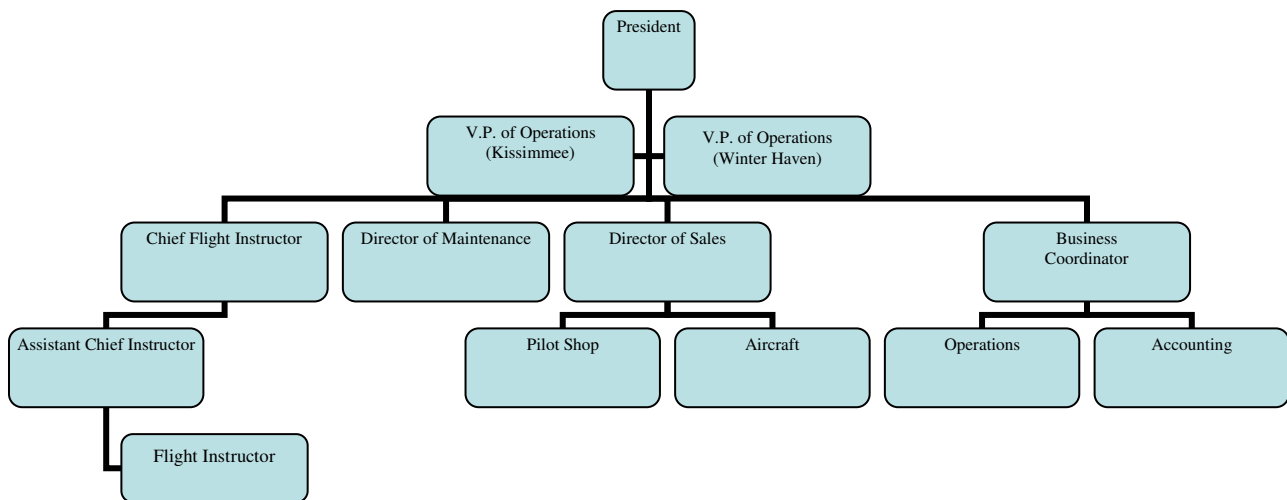 President
V.P. of Operations
(Kissimmee)
V.P. of Operations
(Winter Haven)
Chief Flight Instructor
Director of Maintenance
Director of Sales
Business
Coordinator
Assistant Chief Instructor
Pilot Shop
Aircraft
Operations
Accounting
Flight Instructor